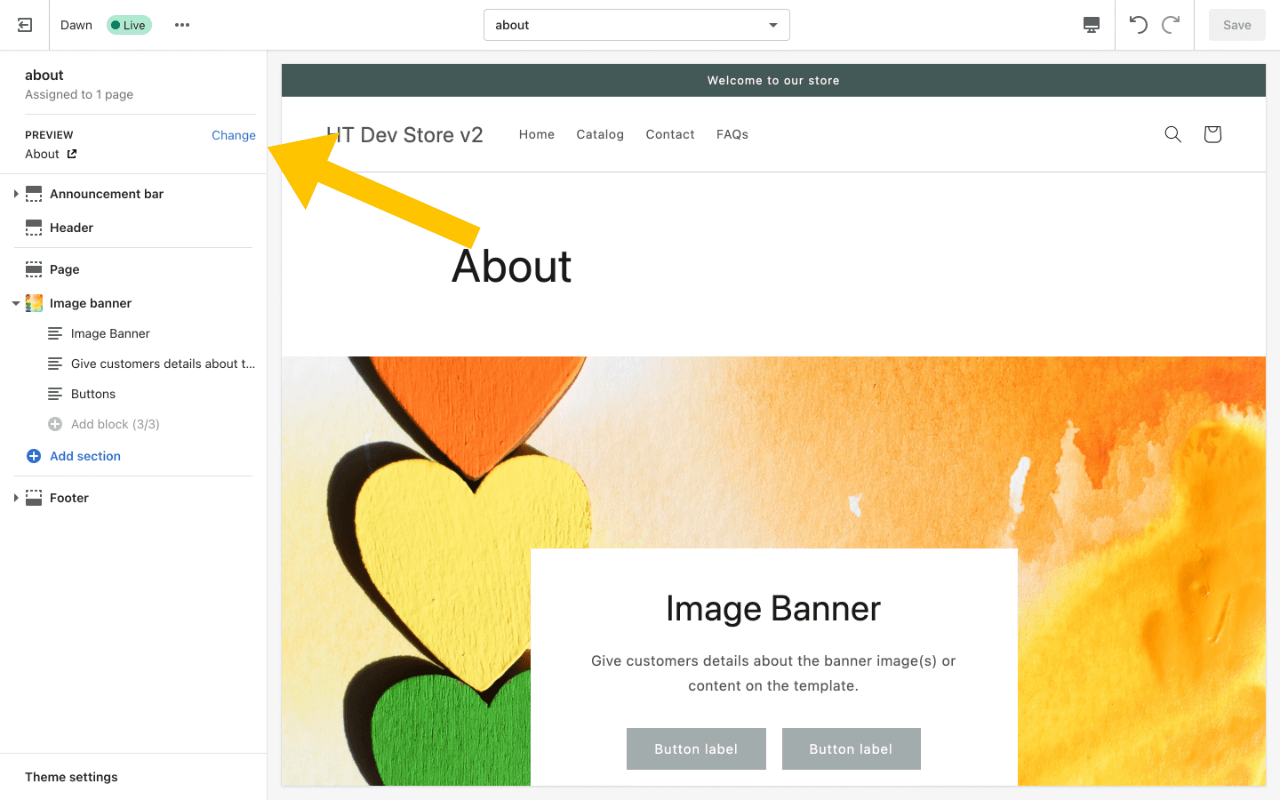 Dawn
Live
about
Save
about
Assigned to 1 page
PREVIEW
Change
About
Announcement bar
Header
Page
Image banner
Image Banner
Give customers details about t...
Buttons
Add block (3/3)
Add section
Footer
Theme settings
Welcome to our store
HT Dev Store v2
Home
Catalog
Contact
FAQs
About
Image Banner
Give customers details about the banner image(s) or
content on the template.
Button label
Button label